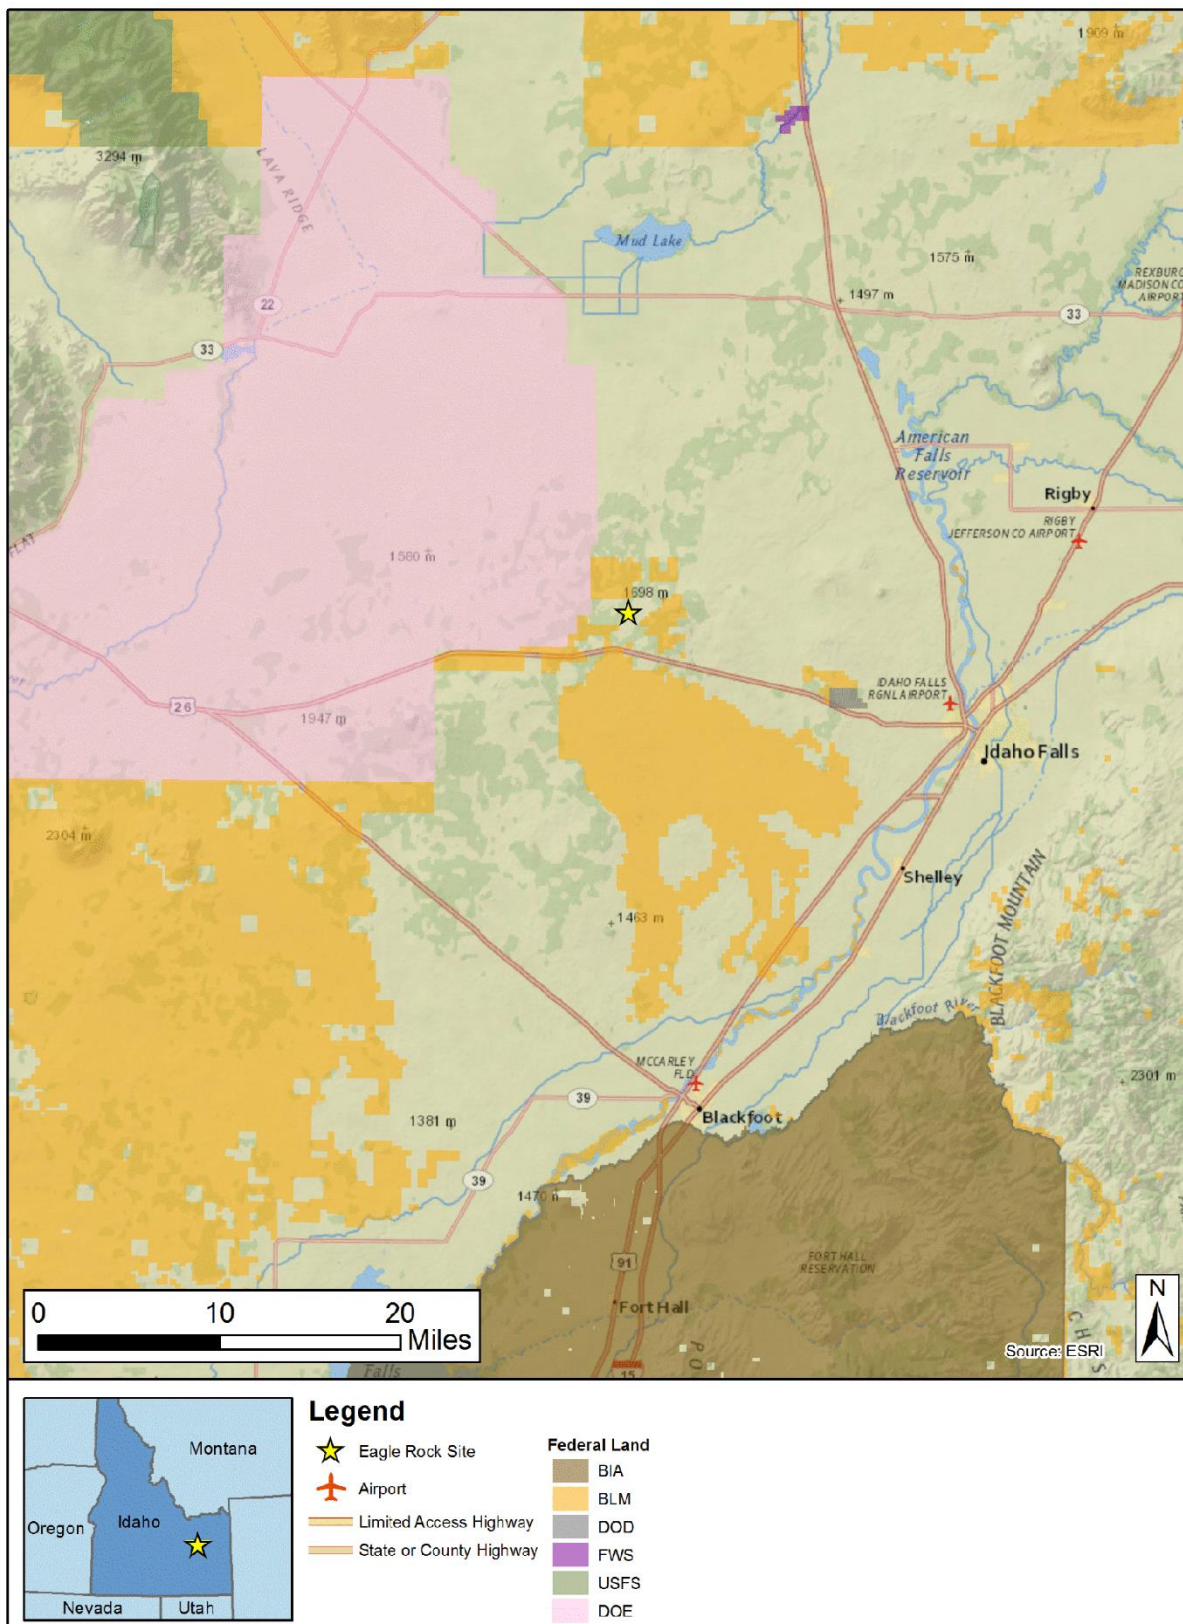 1909 m
3294 m
LAVA RIDGE
Mud Lake
1575 m
REXBURG
MADISON CO
AIRPORT
22
1497 m
33
33
American
Falls
Reservoir
Rigby
RIGBY
JEFFERSON CO AIRPORT
FLAT
1580 m
1698 m
IDAHO FALLS
RGNL AIRPORT
26
1947 m
Idaho Falls
2304 m
Shelley
BLACKFOOT MOUNTAIN
1463 m
Blackfoot River
MCCARLEY
FLD
2301 m
39
Blackfoot
1381 m
39
1470 m
91
FORT HALL
RESERVATION
Fort Hall
0 10 20
Miles
N
Source: ESRI
Falls
15
PO
CHES
Montana
Oregon
Idaho
Nevada
Utah
Legend
Eagle Rock Site
Airport
Limited Access Highway
State or County Highway
Federal Land
BIA
BLM
DOD
FWS
USFS
DOE